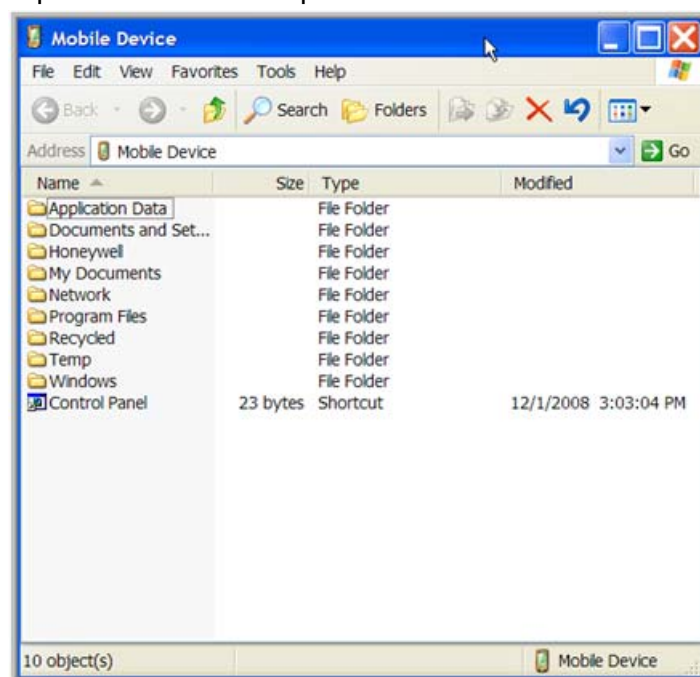 Mobile Device
File Edit View Favorites Tools Help
Back Search Folders
Address Mobile Device Go
Name Size Type Modified
Application Data File Folder
Documents and Set... File Folder
Honeywell File Folder
My Documents File Folder
Network File Folder
Program Files File Folder
Recycled File Folder
Temp File Folder
Windows File Folder
Control Panel 23 bytes Shortcut 12/1/2008 3:03:04 PM
10 object(s) Mobile Device